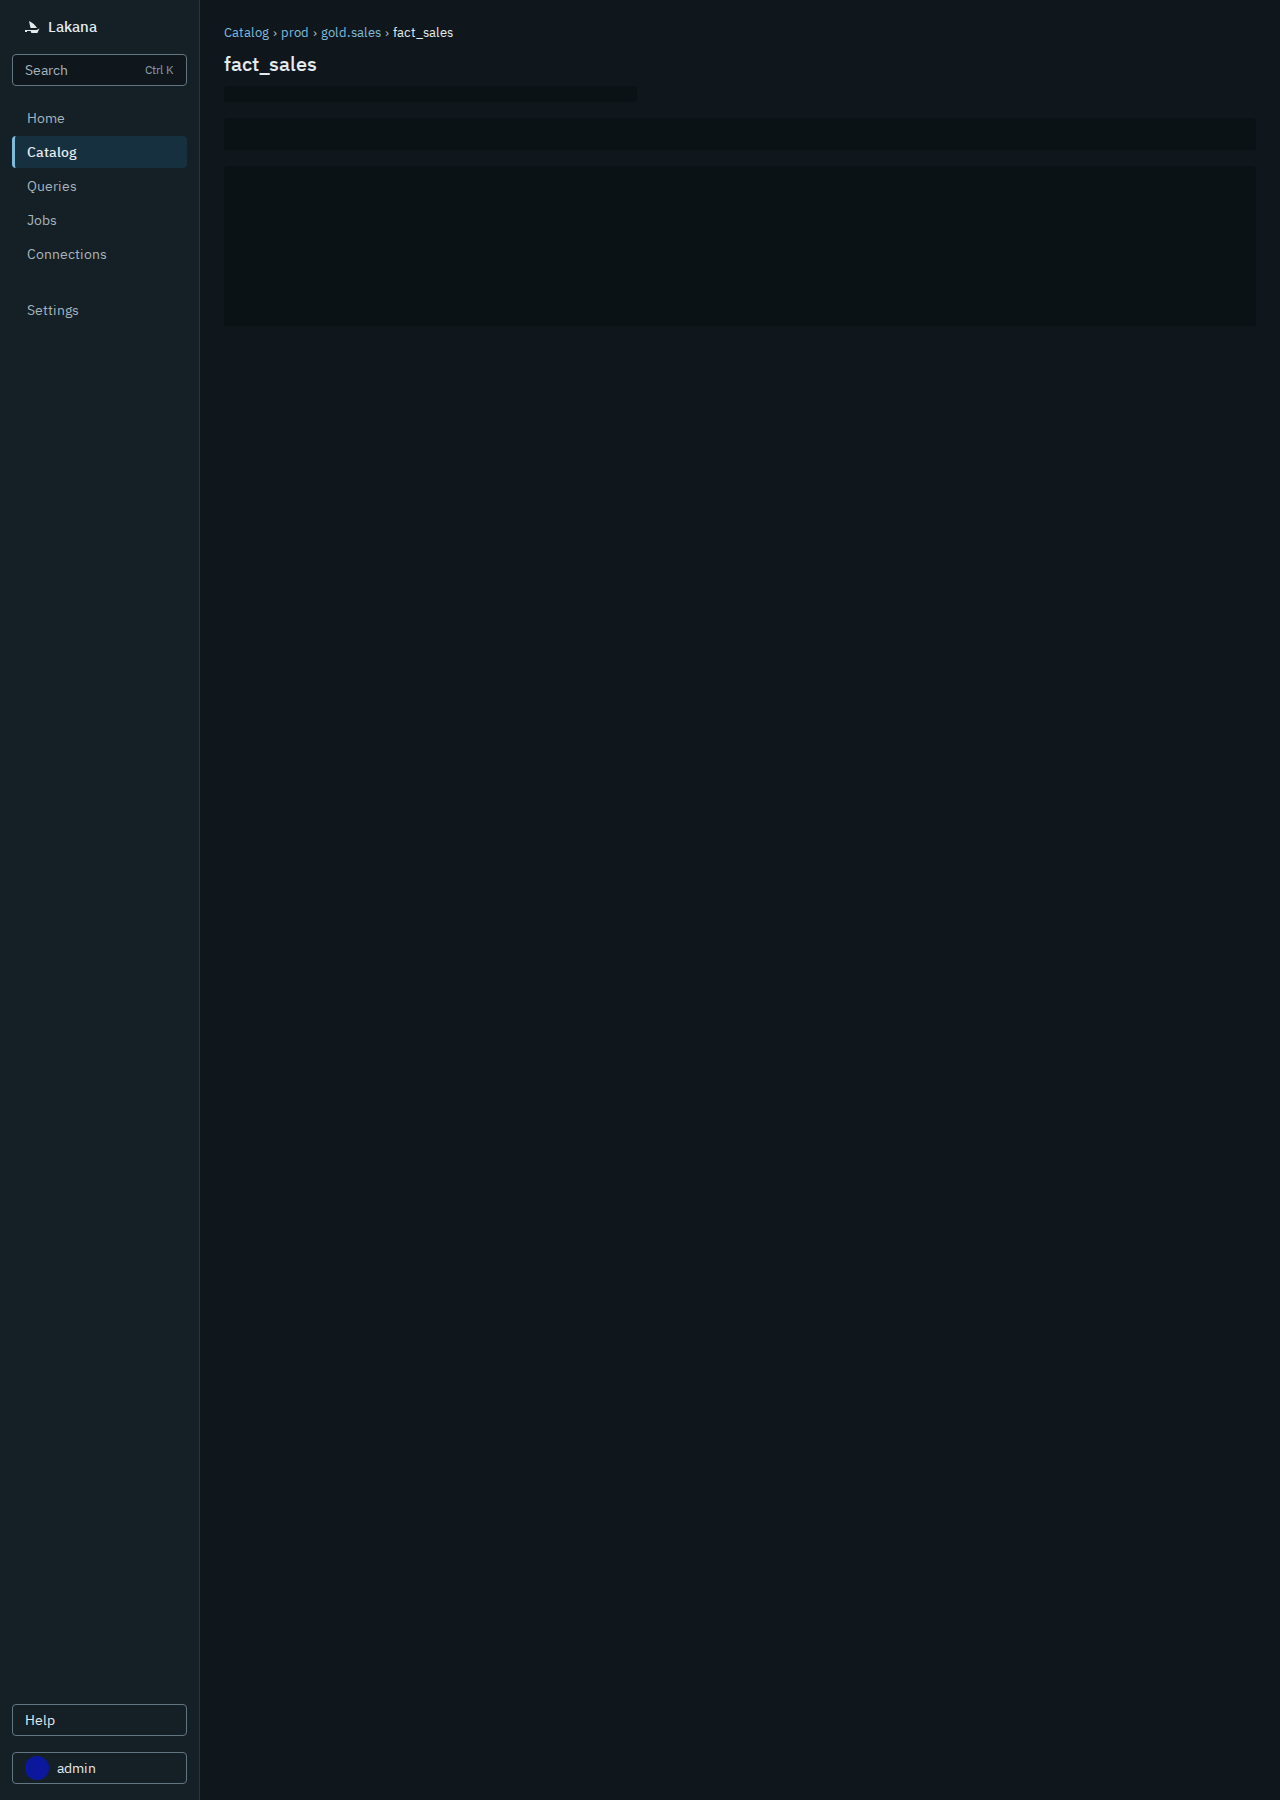 Lakana
Search Ctrl K
Home
Catalog
Queries
Jobs
Connections
Settings
Help
admin
Catalog › prod › gold.sales › fact_sales
fact_sales